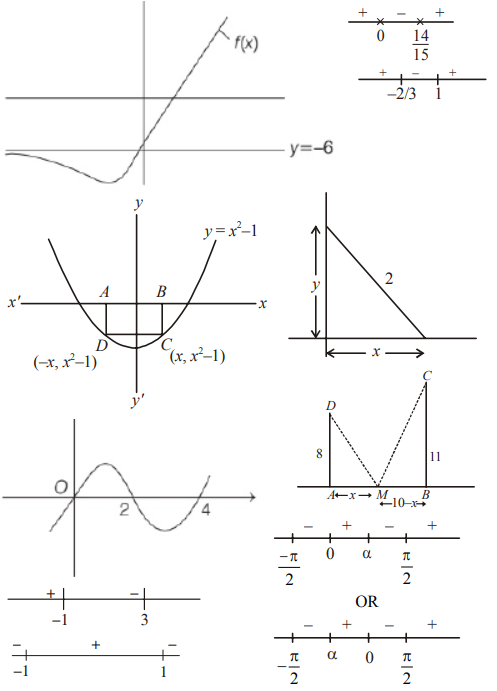 f(x)
y=–6
+ – +
0 14/15
+ – +
–2/3 1
y
y = x²–1
A B
x' x
D C
(–x, x²–1) (x, x²–1)
y'
y 2
x
C
D
8 11
A x M B
10–x
O 2 4
– + – +
–π/2 0 α π/2
OR
– + – +
–π/2 α 0 π/2
+ –
–1 3
– + –
–1 1